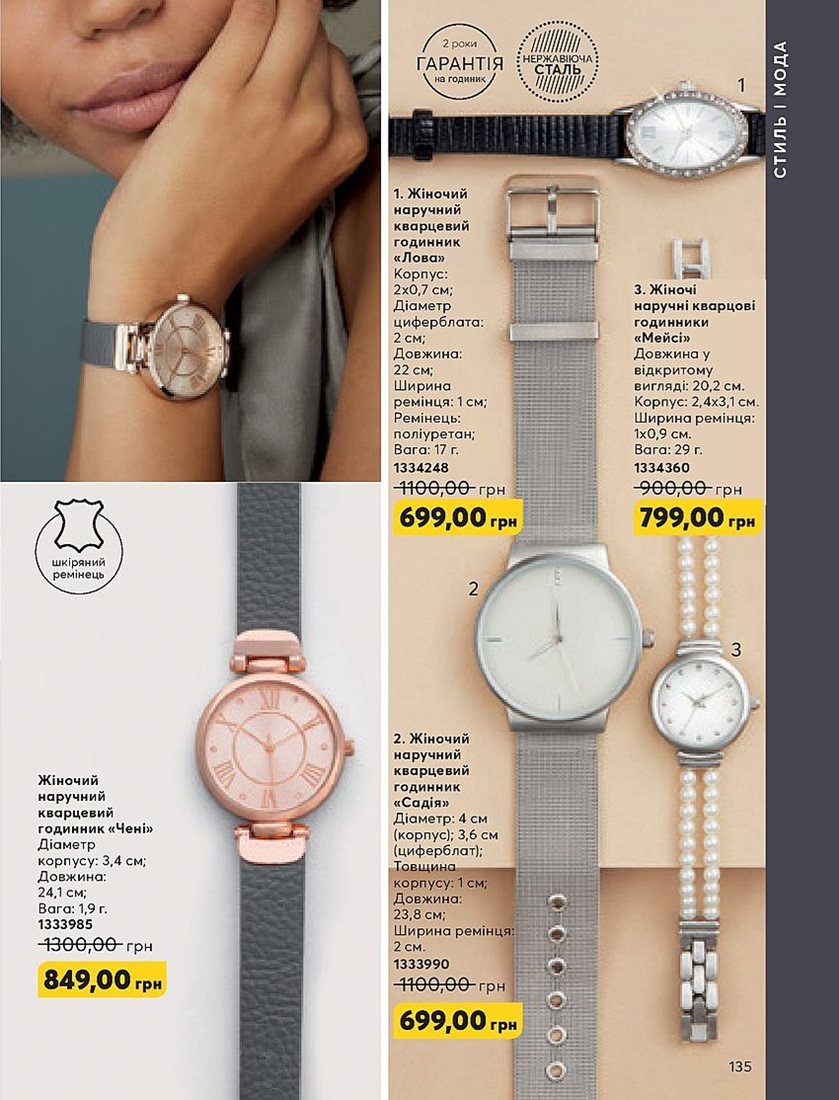 2 роки
ГАРАНТІЯ
на годинник
НЕРЖАВІЮЧА
СТАЛЬ
1
СТИЛЬ І МОДА
1. Жіночий
наручний
кварцевий
годинник
«Лова»
Корпус:
2х0,7 см;
Діаметр
циферблата:
2 см;
Довжина:
22 см;
Ширина
ремінця: 1 см;
Ремінець:
поліуретан;
Вага: 17 г.
1334248
1100,00 грн
699,00 грн
3. Жіночі
наручні кварцові
годинники
«Мейсі»
Довжина у
відкритому
вигляді: 20,2 см.
Корпус: 2,4х3,1 см.
Ширина ремінця:
1х0,9 см.
Вага: 29 г.
1334360
900,00 грн
799,00 грн
шкіряний
ремінець
2
3
Жіночий
наручний
кварцевий
годинник «Чені»
Діаметр
корпусу: 3,4 см;
Довжина:
24,1 см;
Вага: 1,9 г.
1333985
1300,00 грн
849,00 грн
2. Жіночий
наручний
кварцевий
годинник
«Садія»
Діаметр: 4 см
(корпус); 3,6 см
(циферблат);
Товщина
корпусу: 1 см;
Довжина:
23,8 см;
Ширина ремінця:
2 см.
1333990
1100,00 грн
699,00 грн
135